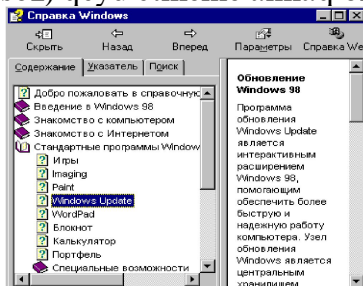 Справка Windows
Скрыть Назад Вперед Параметры Справка We
Содержание Указатель Поиск
Добро пожаловать в справочную
Введение в Windows 98
Знакомство с компьютером
Знакомство с Интернетом
Стандартные программы Window
Игры
Imaging
Paint
Windows Update
WordPad
Блокнот
Калькулятор
Портфель
Специальные возможности
Обновление
Windows 98
Программа
обновления
Windows Update
является
интерактивным
расширением
Windows 98,
помогающим
обеспечить более
быструю и
надежную работу
компьютера. Узел
обновления
Windows является
центральным
хранилищем